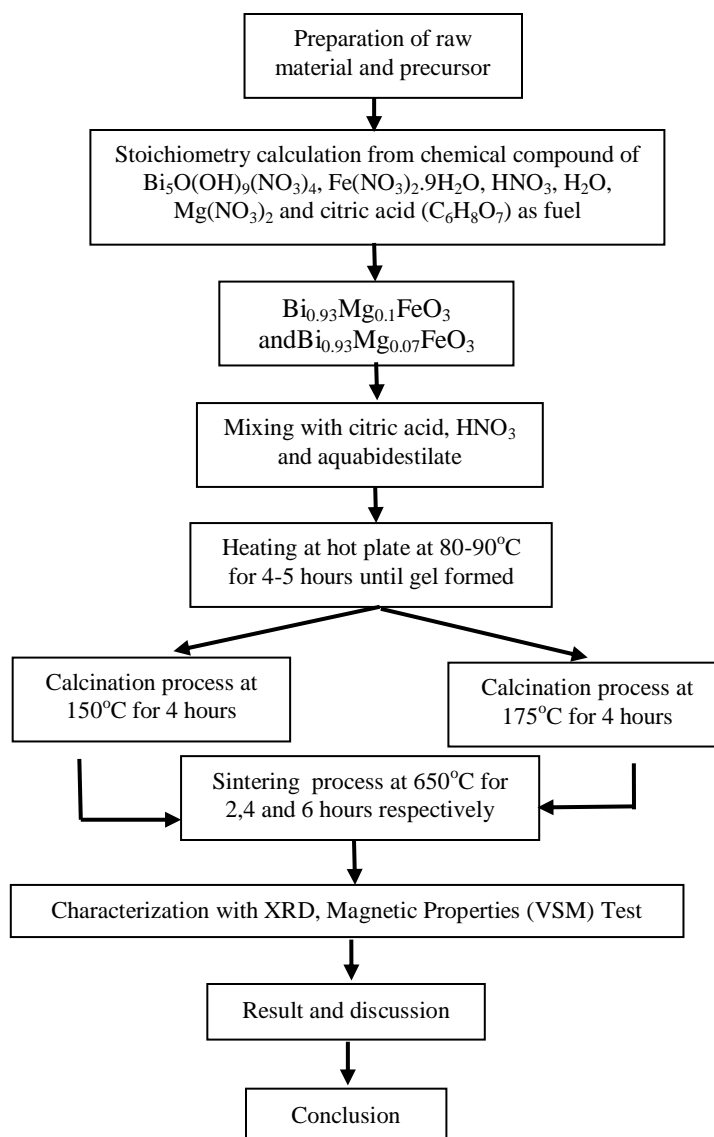 Preparation of raw
material and precursor
Stoichiometry calculation from chemical compound of
Bi₅O(OH)₉(NO₃)₄, Fe(NO₃)₂.9H₂O, HNO₃, H₂O,
Mg(NO₃)₂ and citric acid (C₆H₈O₇) as fuel
Bi₀.₉₃Mg₀.₁FeO₃
andBi₀.₉₃Mg₀.₀₇FeO₃
Mixing with citric acid, HNO₃
and aquabidestilate
Heating at hot plate at 80-90°C
for 4-5 hours until gel formed
Calcination process at
150°C for 4 hours
Calcination process at
175°C for 4 hours
Sintering process at 650°C for
2,4 and 6 hours respectively
Characterization with XRD, Magnetic Properties (VSM) Test
Result and discussion
Conclusion